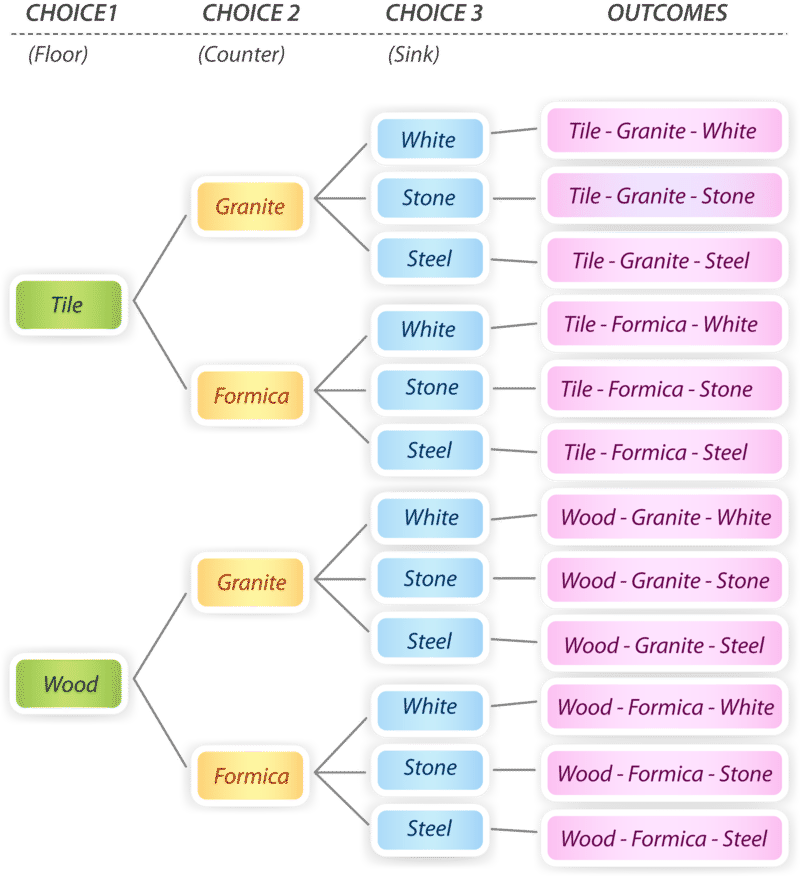 CHOICE1 CHOICE 2 CHOICE 3 OUTCOMES
(Floor) (Counter) (Sink)
Tile
Granite
White
Tile - Granite - White
Stone
Tile - Granite - Stone
Steel
Tile - Granite - Steel
Formica
White
Tile - Formica - White
Stone
Tile - Formica - Stone
Steel
Tile - Formica - Steel
Wood
Granite
White
Wood - Granite - White
Stone
Wood - Granite - Stone
Steel
Wood - Granite - Steel
Formica
White
Wood - Formica - White
Stone
Wood - Formica - Stone
Steel
Wood - Formica - Steel